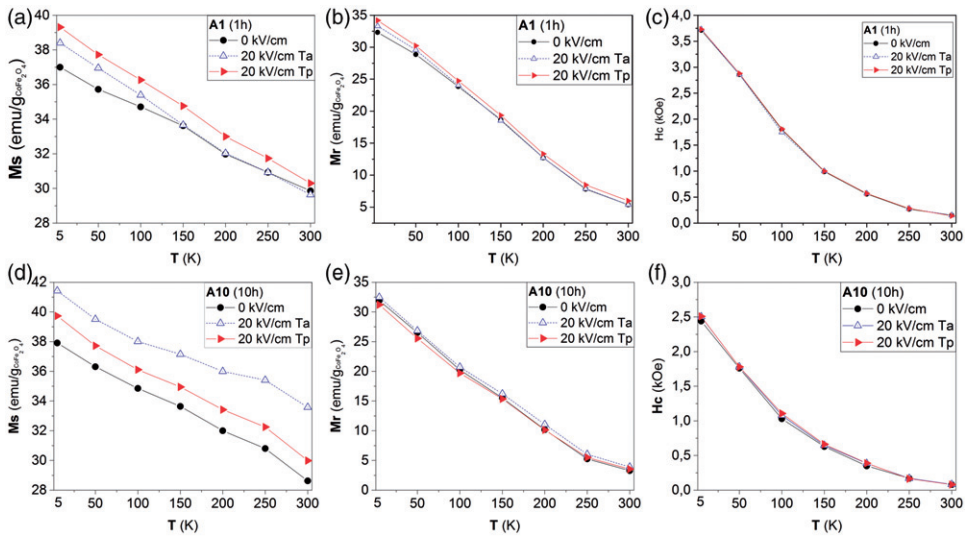 (a)
A1 (1h)
0 kV/cm
20 kV/cm Ta
20 kV/cm Tp
Ms (emu/gCoFe2O4)
40
38
36
34
32
30
28
5 50 100 150 200 250 300
T (K)
(b)
A1 (1h)
0 kV/cm
20 kV/cm Ta
20 kV/cm Tp
Mr (emu/gCoFe2O4)
35
30
25
20
15
10
5
5 50 100 150 200 250 300
T (K)
(c)
A1 (1h)
0 kV/cm
20 kV/cm Ta
20 kV/cm Tp
Hc (kOe)
4,0
3,5
3,0
2,5
2,0
1,5
1,0
0,5
0,0
5 50 100 150 200 250 300
T (K)
(d)
A10 (10h)
0 kV/cm
20 kV/cm Ta
20 kV/cm Tp
Ms (emu/gCoFe2O4)
42
40
38
36
34
32
30
28
5 50 100 150 200 250 300
T (K)
(e)
A10 (10h)
0 kV/cm
20 kV/cm Ta
20 kV/cm Tp
Mr (emu/gCoFe2O4)
35
30
25
20
15
10
5
0
5 50 100 150 200 250 300
T (K)
(f)
A10 (10h)
0 kV/cm
20 kV/cm Ta
20 kV/cm Tp
Hc (kOe)
3,0
2,5
2,0
1,5
1,0
0,5
0,0
5 50 100 150 200 250 300
T (K)